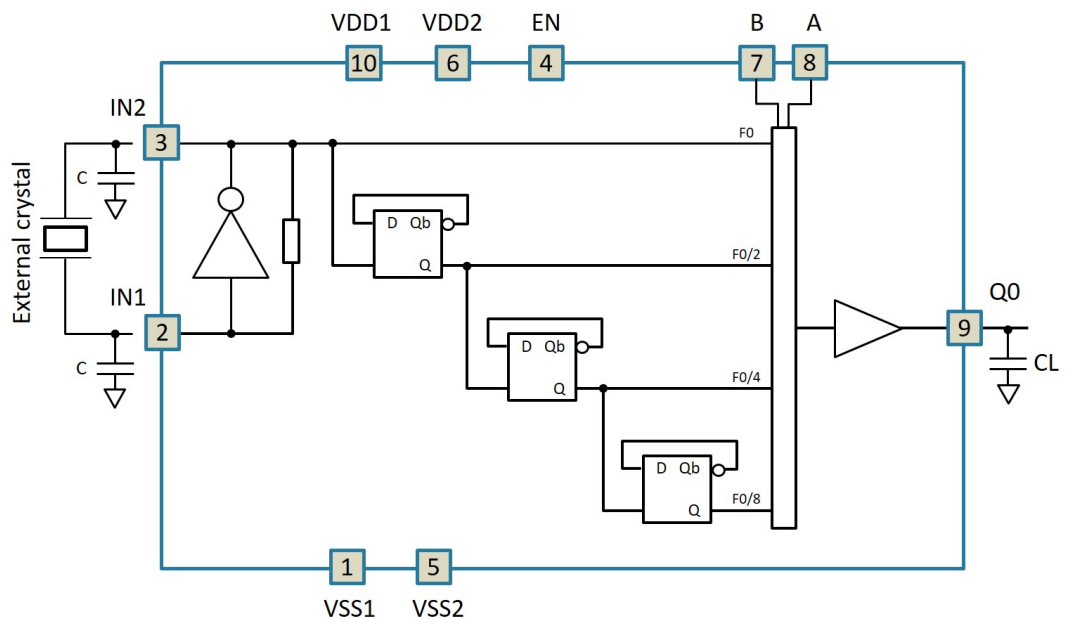 VDD1 VDD2 EN B A
10 6 4 7 8
IN2
3
F0
C
External crystal
D Qb
Q
F0/2
IN1
2
Q0
9
C
D Qb
Q
F0/4
CL
D Qb
Q
F0/8
1 5
VSS1 VSS2